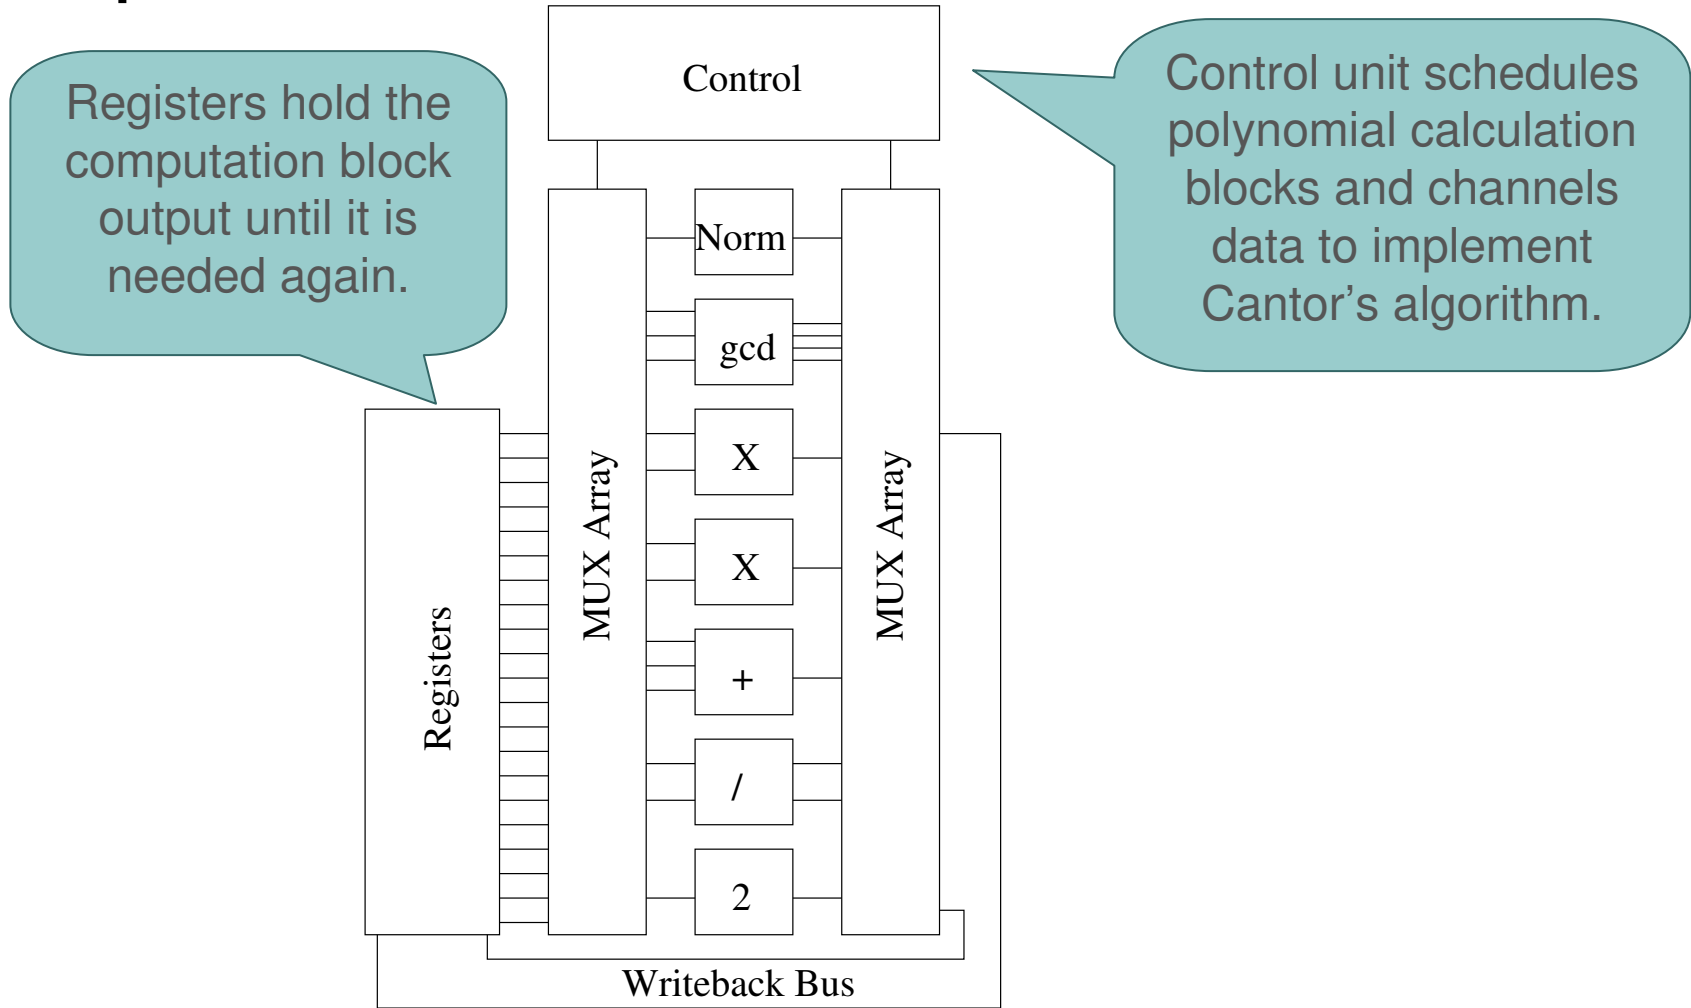 Registers hold the
computation block
output until it is
needed again.
Control
Control unit schedules
polynomial calculation
blocks and channels
data to implement
Cantor’s algorithm.
Norm
gcd
X
X
+
/
2
MUX Array
MUX Array
Registers
Writeback Bus